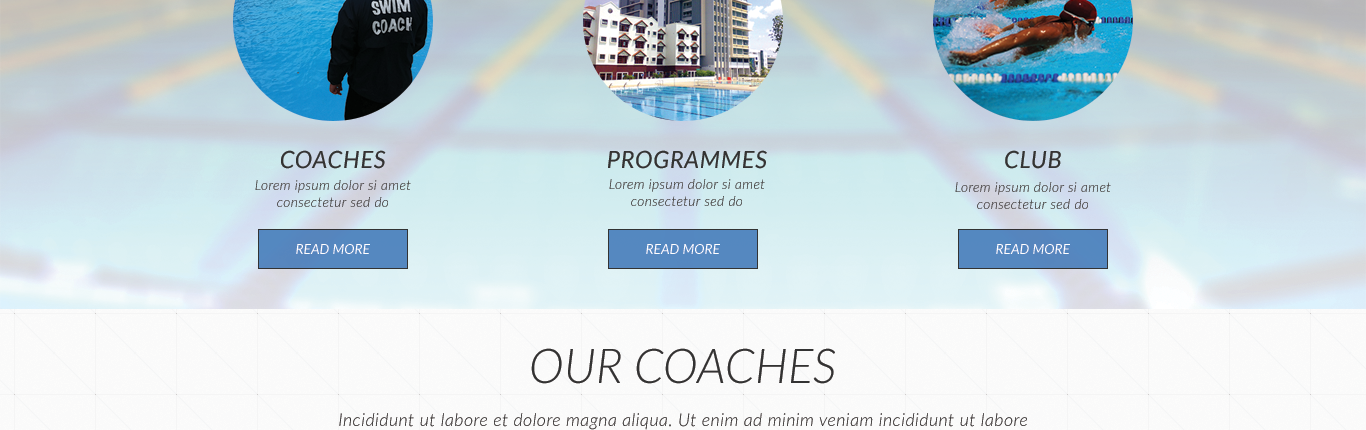 SWIM
COACH
COACHES
Lorem ipsum dolor si amet
consectetur sed do
READ MORE
PROGRAMMES
Lorem ipsum dolor si amet
consectetur sed do
READ MORE
CLUB
Lorem ipsum dolor si amet
consectetur sed do
READ MORE
OUR COACHES
Incididunt ut labore et dolore magna aliqua. Ut enim ad minim veniam incididunt ut labore